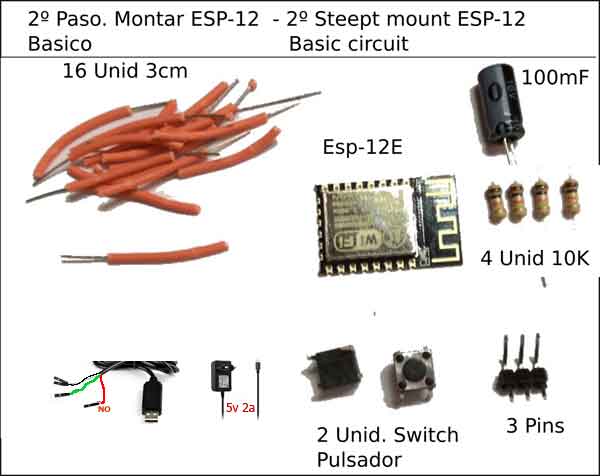 2º Paso. Montar ESP-12 - 2º Steept mount ESP-12
Basico Basic circuit
16 Unid 3cm
100mF
Esp-12E
WiFi
4 Unid 10K
NO
5v 2a
2 Unid. Switch
Pulsador
3 Pins